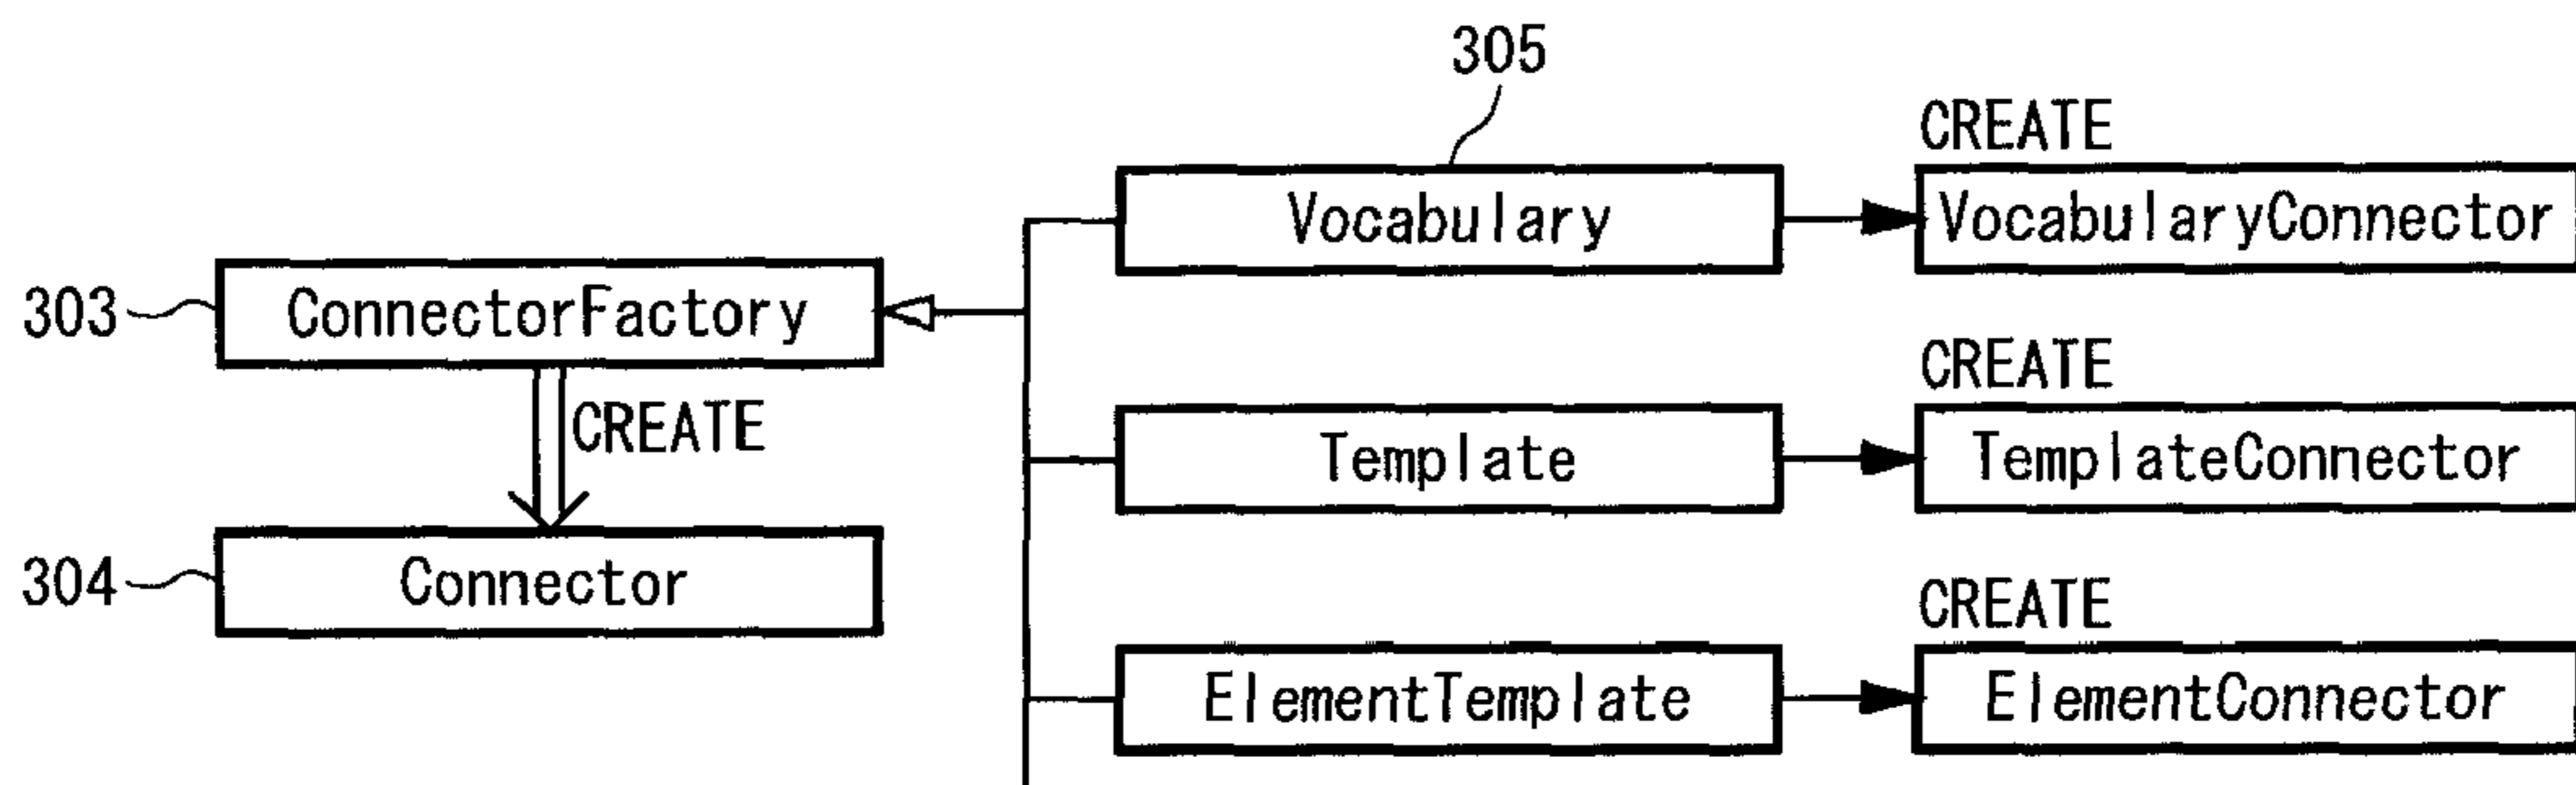 305
CREATE
Vocabulary
VocabularyConnector
303
ConnectorFactory
CREATE
CREATE
Template
TemplateConnector
304
Connector
CREATE
ElementTemplate
ElementConnector